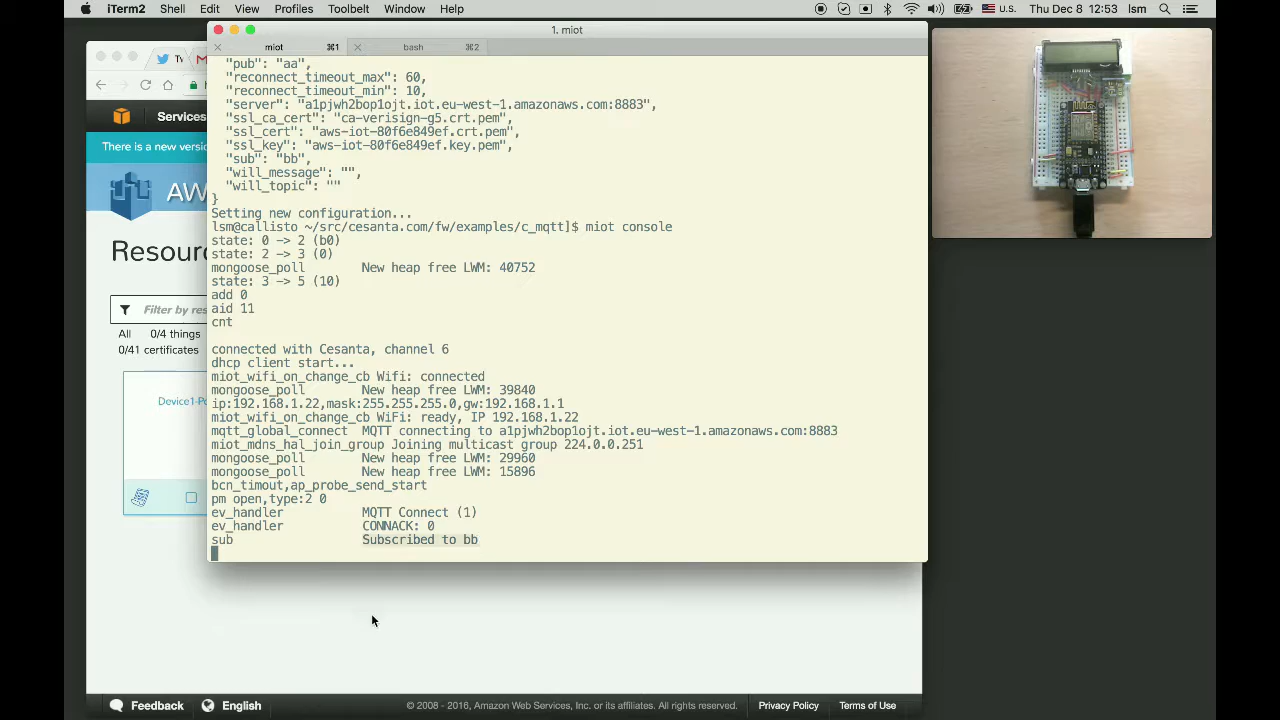 iTerm2 Shell Edit View Profiles Toolbelt Window Help U.S. Thu Dec 8 12:53 lsm
1. miot
miot ⌘1 bash ⌘2
"pub": "aa",
"reconnect_timeout_max": 60,
"reconnect_timeout_min": 10,
"server": "a1pjwh2bop1ojt.iot.eu-west-1.amazonaws.com:8883",
"ssl_ca_cert": "ca-verisign-g5.crt.pem",
"ssl_cert": "aws-iot-80f6e849ef.crt.pem",
"ssl_key": "aws-iot-80f6e849ef.key.pem",
"sub": "bb",
"will_message": "",
"will_topic": ""
}
Setting new configuration...
lsm@callisto ~/src/cesanta.com/fw/examples/c_mqtt]$ miot console
state: 0 -> 2 (b0)
state: 2 -> 3 (0)
mongoose_poll New heap free LWM: 40752
state: 3 -> 5 (10)
add 0
aid 11
cnt
connected with Cesanta, channel 6
dhcp client start...
miot_wifi_on_change_cb Wifi: connected
mongoose_poll New heap free LWM: 39840
ip:192.168.1.22,mask:255.255.255.0,gw:192.168.1.1
miot_wifi_on_change_cb WiFi: ready, IP 192.168.1.22
mqtt_global_connect MQTT connecting to a1pjwh2bop1ojt.iot.eu-west-1.amazonaws.com:8883
miot_mdns_hal_join_group Joining multicast group 224.0.0.251
mongoose_poll New heap free LWM: 29960
mongoose_poll New heap free LWM: 15896
bcn_timout,ap_probe_send_start
pm open,type:2 0
ev_handler MQTT Connect (1)
ev_handler CONNACK: 0
sub Subscribed to bb
Tv
Services
There is a new versi
AW
Resour
Filter by res
All 0/4 things
0/41 certificates
Device1-Po
Feedback English © 2008 - 2016, Amazon Web Services, Inc. or its affiliates. All rights reserved. Privacy Policy Terms of Use